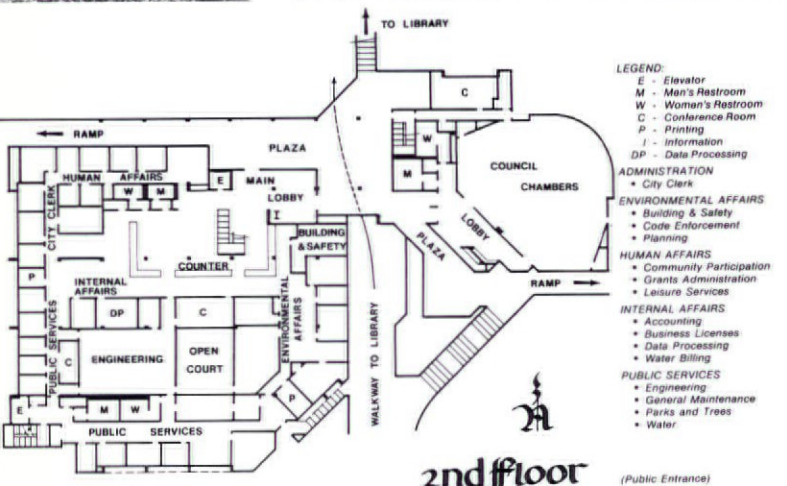 TO LIBRARY
C
RAMP
PLAZA
W
M
COUNCIL
CHAMBERS
HUMAN AFFAIRS
W M
E
MAIN
LOBBY
I
CITY CLERK
BUILDING
& SAFETY
LOBBY
PLAZA
COUNTER
P
INTERNAL
AFFAIRS
RAMP
DP
C
ENVIRONMENTAL
AFFAIRS
PUBLIC SERVICES
C
ENGINEERING
OPEN
COURT
WALKWAY TO LIBRARY
P
E
M W
PUBLIC SERVICES
LEGEND:
E - Elevator
M - Men's Restroom
W - Women's Restroom
C - Conference Room
P - Printing
I - Information
DP - Data Processing
ADMINISTRATION
• City Clerk
ENVIRONMENTAL AFFAIRS
• Building & Safety
• Code Enforcement
• Planning
HUMAN AFFAIRS
• Community Participation
• Grants Administration
• Leisure Services
INTERNAL AFFAIRS
• Accounting
• Business Licenses
• Data Processing
• Water Billing
PUBLIC SERVICES
• Engineering
• General Maintenance
• Parks and Trees
• Water
N
2nd floor
(Public Entrance)